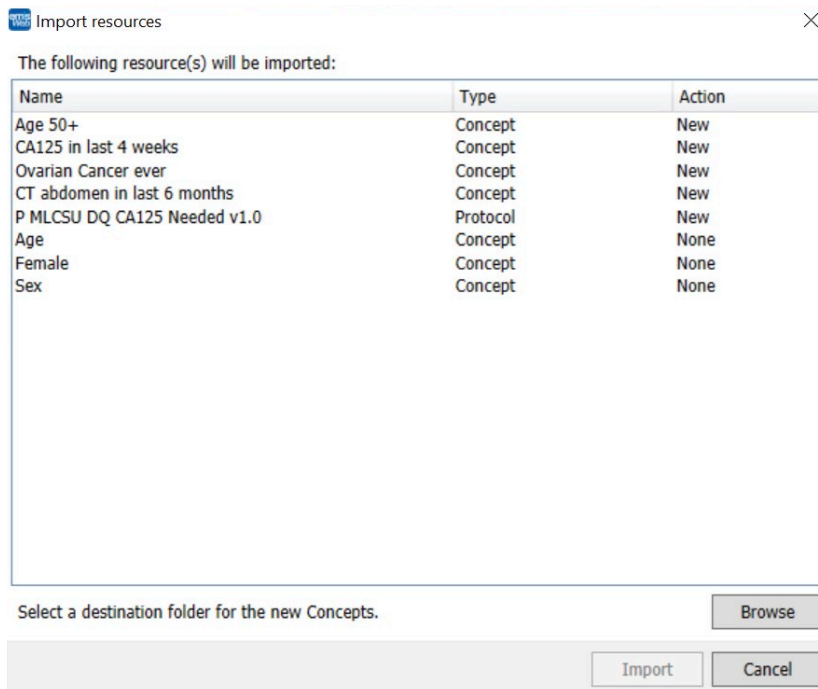 emis
Web
Import resources
The following resource(s) will be imported:
Name Type Action
Age 50+ Concept New
CA125 in last 4 weeks Concept New
Ovarian Cancer ever Concept New
CT abdomen in last 6 months Concept New
P MLCSU DQ CA125 Needed v1.0 Protocol New
Age Concept None
Female Concept None
Sex Concept None
Select a destination folder for the new Concepts. Browse
Import Cancel